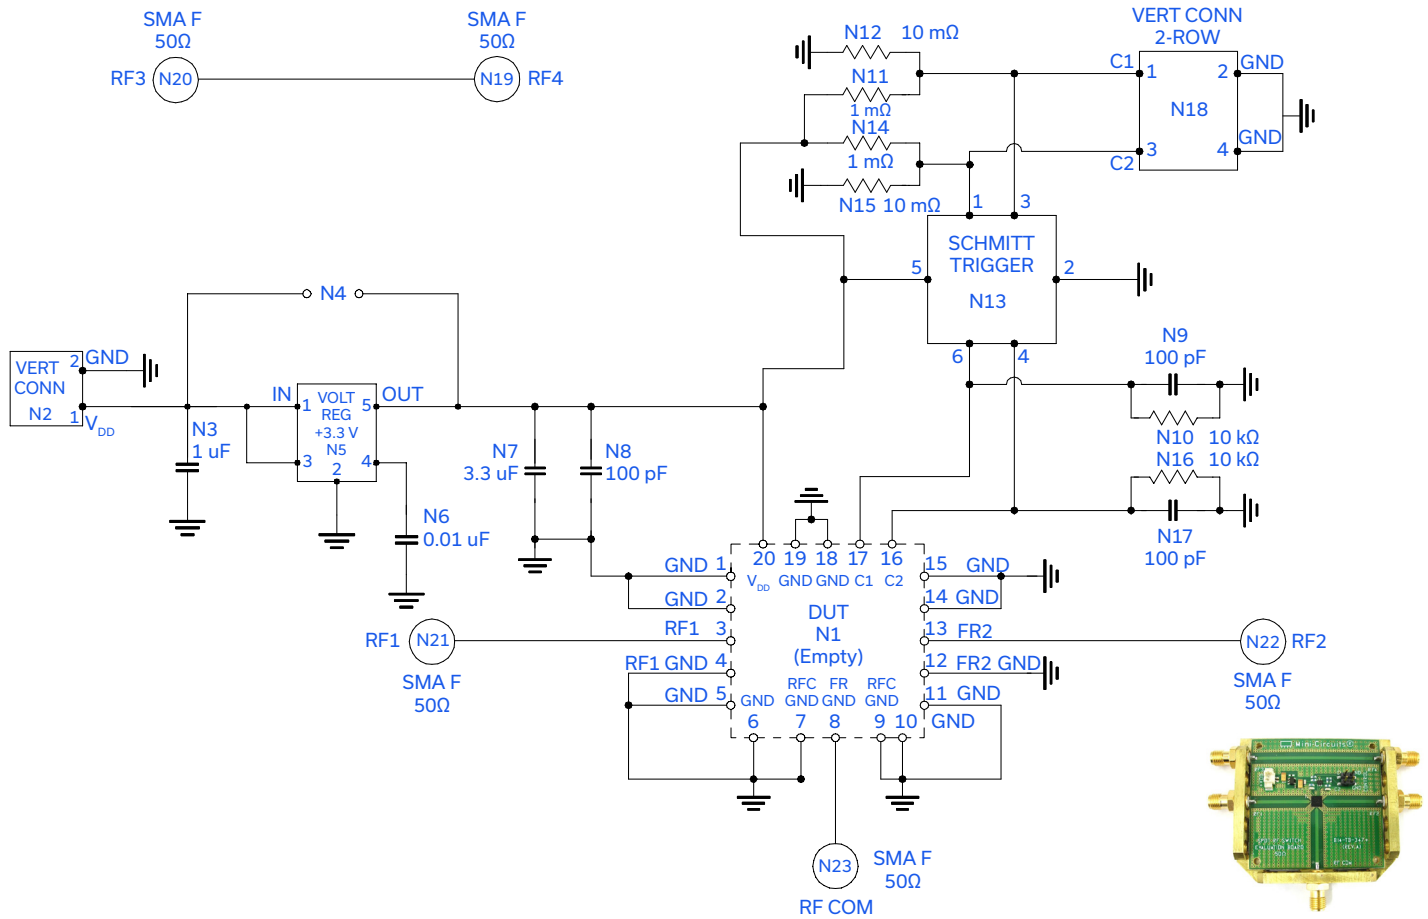 SMA F
50Ω
RF3 N20
SMA F
50Ω
N19 RF4
N12 10 mΩ
N11
1 mΩ
N14
1 mΩ
N15 10 mΩ
VERT CONN
2-ROW
C1 1 2 GND
N18
C2 3 4 GND
1 3
SCHMITT
TRIGGER
5 2
N13
6 4
N9
100 pF
N10 10 kΩ
N16 10 kΩ
N17
100 pF
N4
VERT
CONN
N2
2 GND
1 VDD
N3
1 uF
IN OUT
1 VOLT 5
REG
+3.3 V
N5
3 2 4
N6
0.01 uF
N7
3.3 uF
N8
100 pF
20 19 18 17 16
VDD GND GND C1 C2
GND 1
GND 2
RF1 3
RF1 GND 4
GND 5
DUT
N1
(Empty)
15 GND
14 GND
13 FR2
12 FR2 GND
11 GND
GND
GND RFC GND FR GND RFC GND
6 7 8 9 10
RF1 N21
SMA F
50Ω
N22 RF2
SMA F
50Ω
N23
SMA F
50Ω
RF COM
Mini-Circuits